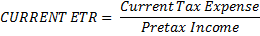 CURRENT ETR = Current Tax Expense
Pretax Income